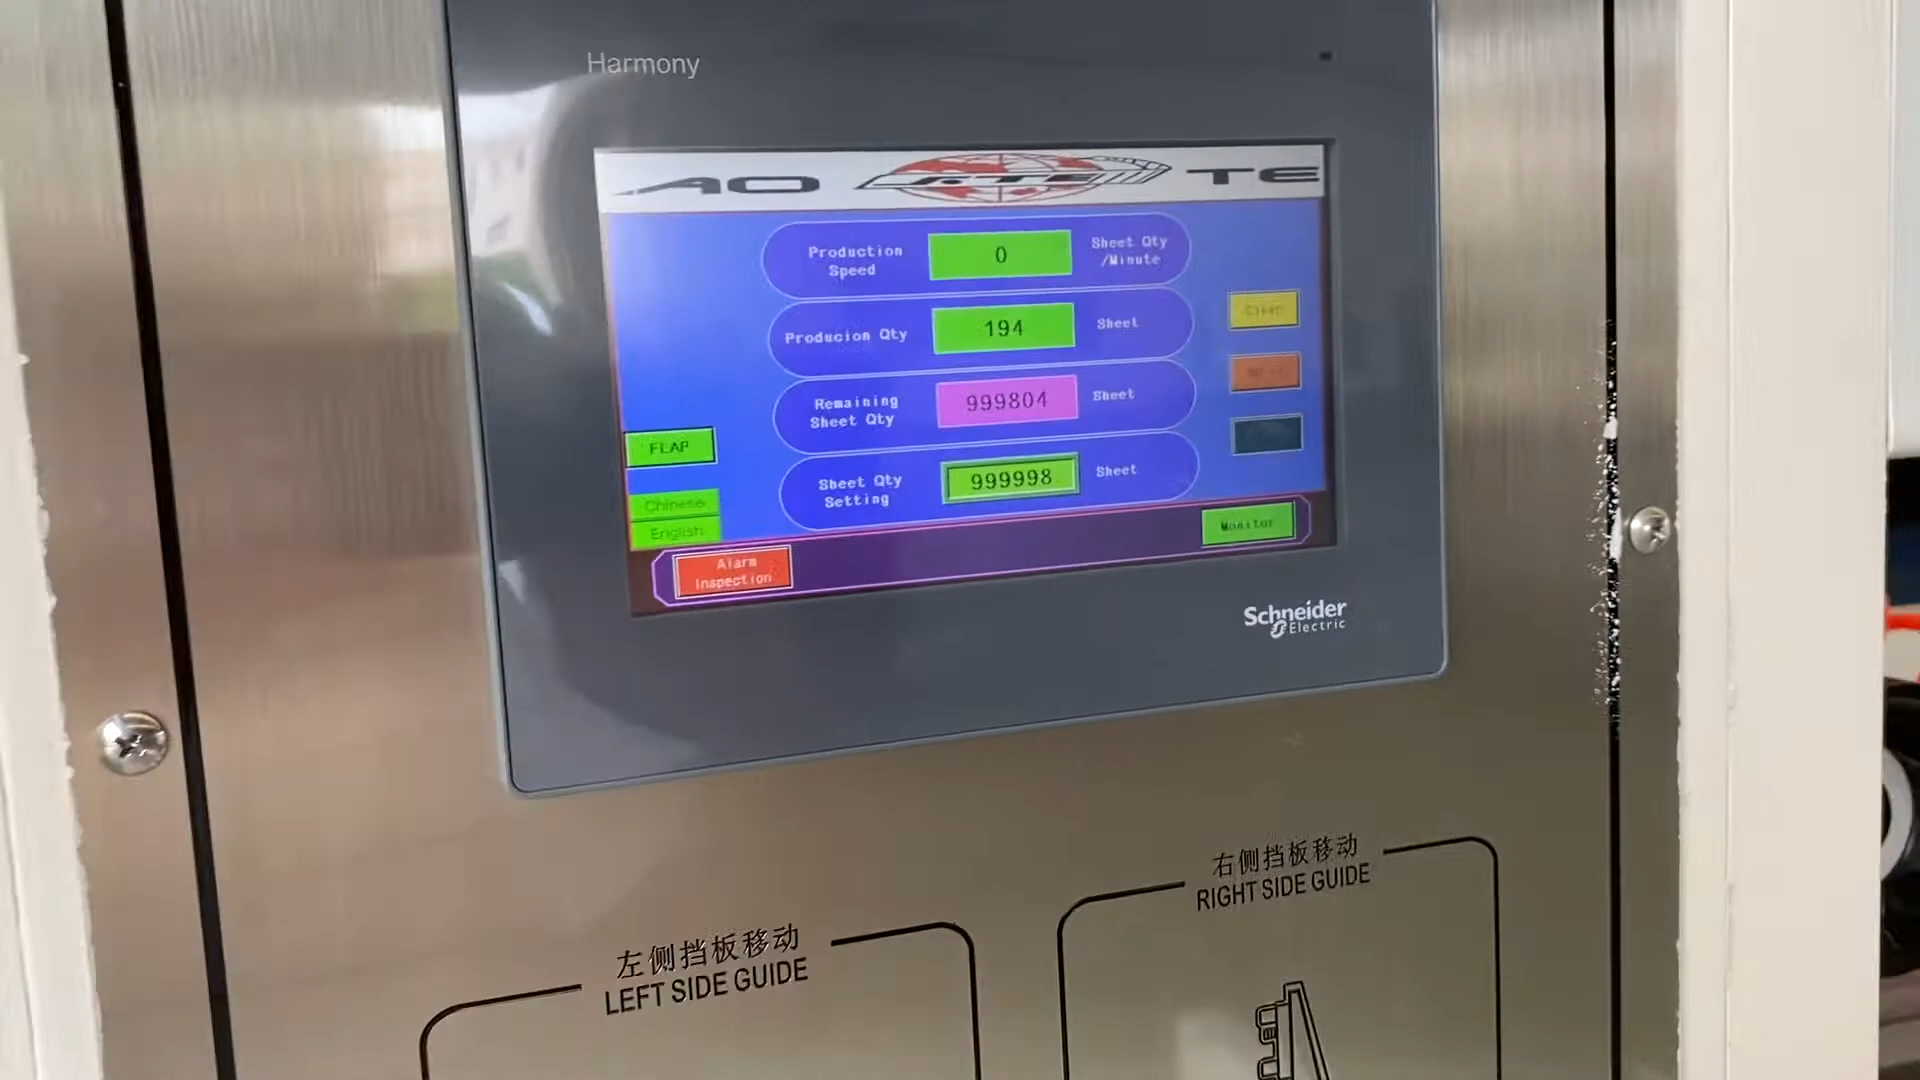 Harmony
AO JTE TE
Production
Speed
0
Sheet Qty
/Minute
Producion Qty
194
Sheet
Clear
Remaining
Sheet Qty
999804
Sheet
FLAP
Sheet Qty
Setting
999998
Sheet
Chinese
English
Monitor
Alarm
Inspection
Schneider
Electric
右侧挡板移动
RIGHT SIDE GUIDE
左侧挡板移动
LEFT SIDE GUIDE